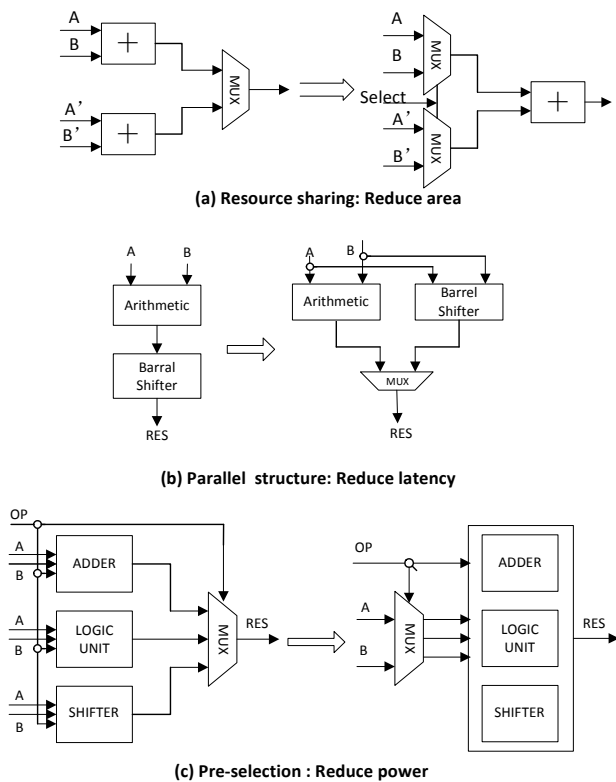 A
B
+
MUX
A'
B'
+
A
B
MUX
Select
A'
B'
MUX
+
(a) Resource sharing: Reduce area
A
B
Arithmetic
Barral
Shifter
RES
A
B
Arithmetic
Barrel
Shifter
MUX
RES
(b) Parallel structure: Reduce latency
OP
A
B
ADDER
A
B
LOGIC
UNIT
A
B
SHIFTER
MUX
RES
OP
A
B
MUX
ADDER
LOGIC
UNIT
SHIFTER
RES
(c) Pre-selection : Reduce power